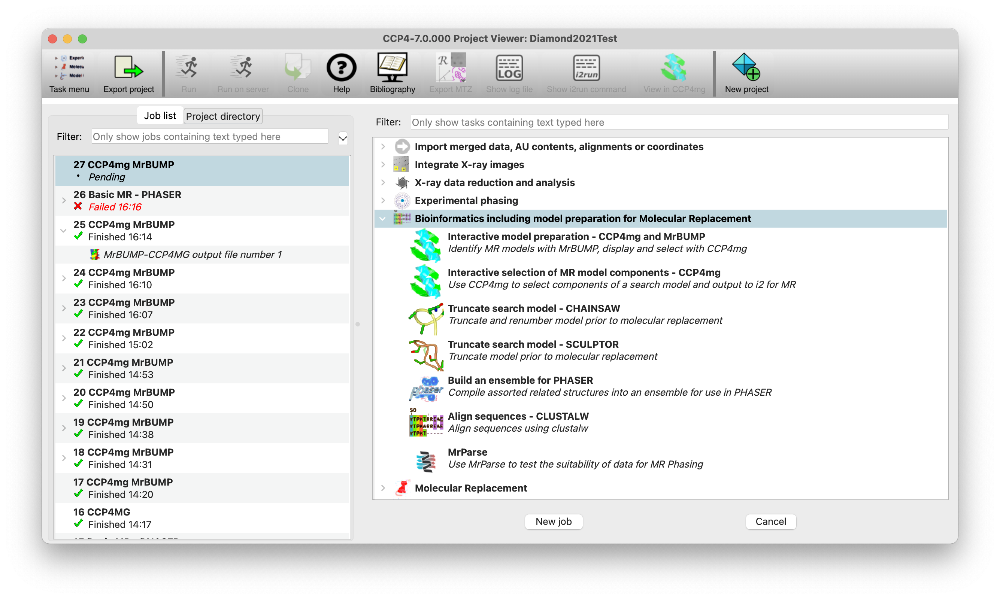 CCP4-7.0.000 Project Viewer: Diamond2021Test
Task menu
Export project
Run
Run on server
Clone
Help
Bibliography
Export MTZ
LOG
Show log file
i2run
Show i2run command
View in CCP4mg
New project
Job list
Project directory
Filter:
Only show jobs containing text typed here
27 CCP4mg MrBUMP
Pending
26 Basic MR - PHASER
Failed 16:16
25 CCP4mg MrBUMP
Finished 16:14
MrBUMP-CCP4MG output file number 1
24 CCP4mg MrBUMP
Finished 16:10
23 CCP4mg MrBUMP
Finished 16:07
22 CCP4mg MrBUMP
Finished 15:02
21 CCP4mg MrBUMP
Finished 14:53
20 CCP4mg MrBUMP
Finished 14:50
19 CCP4mg MrBUMP
Finished 14:38
18 CCP4mg MrBUMP
Finished 14:31
17 CCP4mg MrBUMP
Finished 14:20
16 CCP4MG
Finished 14:17
Filter:
Only show tasks containing text typed here
Import merged data, AU contents, alignments or coordinates
Integrate X-ray images
X-ray data reduction and analysis
Experimental phasing
Bioinformatics including model preparation for Molecular Replacement
Interactive model preparation - CCP4mg and MrBUMP
Identify MR models with MrBUMP, display and select with CCP4mg
Interactive selection of MR model components - CCP4mg
Use CCP4mg to select components of a search model and output to i2 for MR
Truncate search model - CHAINSAW
Truncate and renumber model prior to molecular replacement
Truncate search model - SCULPTOR
Truncate model prior to molecular replacement
Build an ensemble for PHASER
Compile assorted related structures into an ensemble for use in PHASER
Align sequences - CLUSTALW
Align sequences using clustalw
MrParse
Use MrParse to test the suitability of data for MR Phasing
Molecular Replacement
New job
Cancel